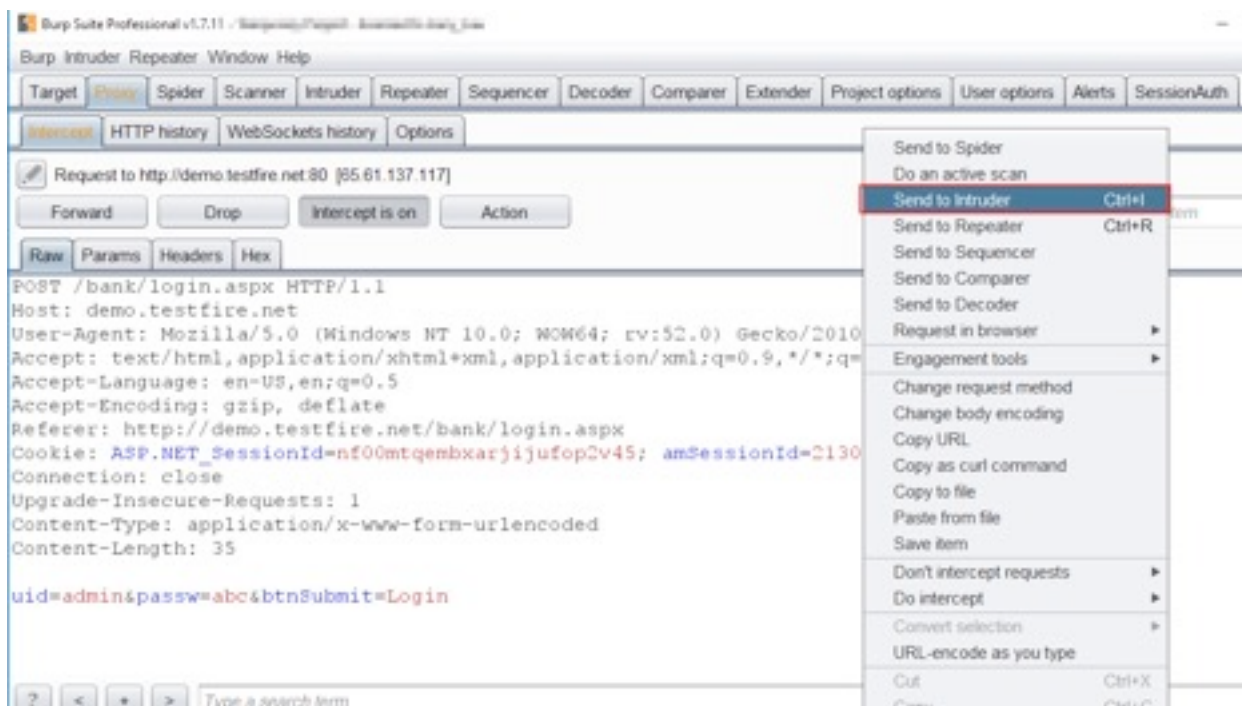 Burp Suite Professional v1.7.11 -
Burp Intruder Repeater Window Help
Target Proxy Spider Scanner Intruder Repeater Sequencer Decoder Comparer Extender Project options User options Alerts SessionAuth
Intercept HTTP history WebSockets history Options
Request to http://demo.testfire.net:80 [65.61.137.117]
Forward Drop Intercept is on Action
Raw Params Headers Hex
POST /bank/login.aspx HTTP/1.1
Host: demo.testfire.net
User-Agent: Mozilla/5.0 (Windows NT 10.0; WOW64; rv:52.0) Gecko/2010
Accept: text/html,application/xhtml+xml,application/xml;q=0.9,*/*;q=
Accept-Language: en-US,en;q=0.5
Accept-Encoding: gzip, deflate
Referer: http://demo.testfire.net/bank/login.aspx
Cookie: ASP.NET_SessionId=nf00mtqembxarjijufop2v45; amSessionId=2130
Connection: close
Upgrade-Insecure-Requests: 1
Content-Type: application/x-www-form-urlencoded
Content-Length: 35
uid=admin&passw=abc&btnSubmit=Login
? < + > Type a search term
Send to Spider
Do an active scan
Send to Intruder Ctrl+I
Send to Repeater Ctrl+R
Send to Sequencer
Send to Comparer
Send to Decoder
Request in browser
Engagement tools
Change request method
Change body encoding
Copy URL
Copy as curl command
Copy to file
Paste from file
Save item
Don't intercept requests
Do intercept
Convert selection
URL-encode as you type
Cut Ctrl+X
Copy Ctrl+C